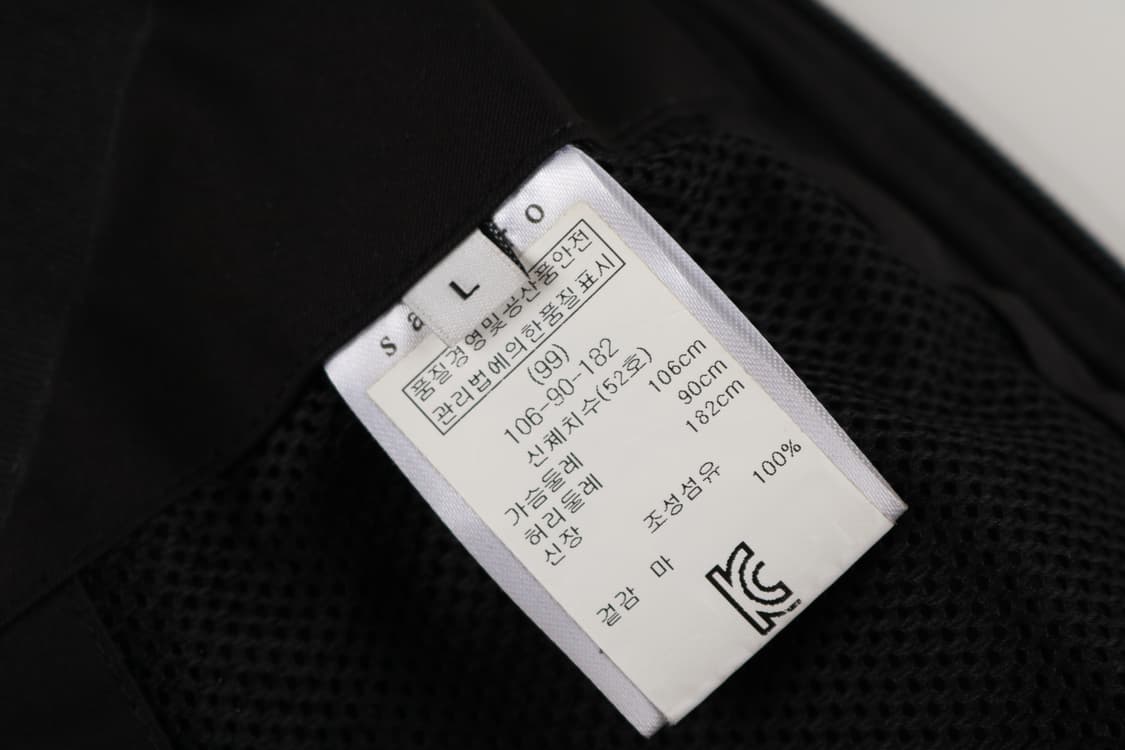 L
품질경영및공산품안전
관리법에의한품질표시
(99)
106-90-182
신체치수(52호)
가슴둘레 106cm
허리둘레 90cm
신장 182cm
조성섬유
겉감 마 100%